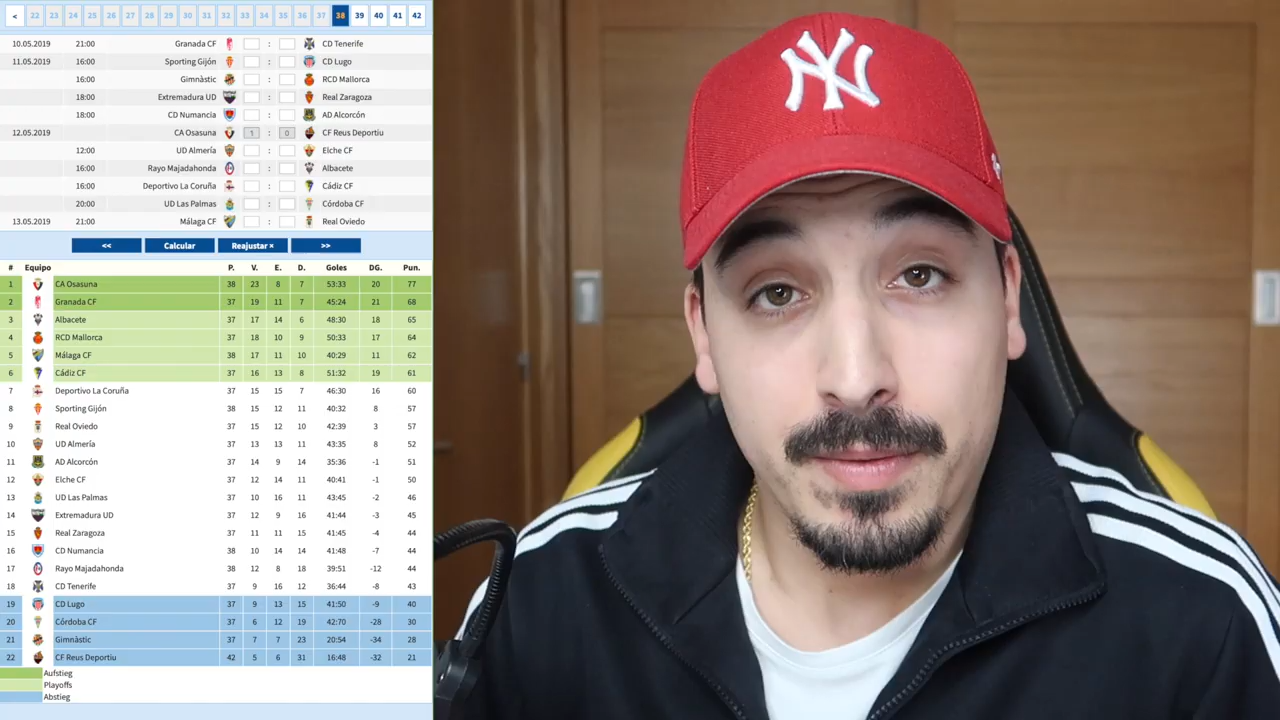 < 22 23 24 25 26 27 28 29 30 31 32 33 34 35 36 37 38 39 40 41 42
10.05.2019 21:00 Granada CF : CD Tenerife
11.05.2019 16:00 Sporting Gijón : CD Lugo
16:00 Gimnàstic : RCD Mallorca
18:00 Extremadura UD : Real Zaragoza
18:00 CD Numancia : AD Alcorcón
12.05.2019 CA Osasuna 1 : 0 CF Reus Deportiu
12:00 UD Almería : Elche CF
16:00 Rayo Majadahonda : Albacete
16:00 Deportivo La Coruña : Cádiz CF
20:00 UD Las Palmas : Córdoba CF
13.05.2019 21:00 Málaga CF : Real Oviedo
<< Calcular Reajustar × >>
# Equipo P. V. E. D. Goles DG. Pun.
1 CA Osasuna 38 23 8 7 53:33 20 77
2 Granada CF 37 19 11 7 45:24 21 68
3 Albacete 37 17 14 6 48:30 18 65
4 RCD Mallorca 37 18 10 9 50:33 17 64
5 Málaga CF 38 17 11 10 40:29 11 62
6 Cádiz CF 37 16 13 8 51:32 19 61
7 Deportivo La Coruña 37 15 15 7 46:30 16 60
8 Sporting Gijón 38 15 12 11 40:32 8 57
9 Real Oviedo 37 15 12 10 42:39 3 57
10 UD Almería 37 13 13 11 43:35 8 52
11 AD Alcorcón 37 14 9 14 35:36 -1 51
12 Elche CF 37 12 14 11 40:41 -1 50
13 UD Las Palmas 37 10 16 11 43:45 -2 46
14 Extremadura UD 37 12 9 16 41:44 -3 45
15 Real Zaragoza 37 11 11 15 41:45 -4 44
16 CD Numancia 38 10 14 14 41:48 -7 44
17 Rayo Majadahonda 38 12 8 18 39:51 -12 44
18 CD Tenerife 37 9 16 12 36:44 -8 43
19 CD Lugo 37 9 13 15 41:50 -9 40
20 Córdoba CF 37 6 12 19 42:70 -28 30
21 Gimnàstic 37 7 7 23 20:54 -34 28
22 CF Reus Deportiu 42 5 6 31 16:48 -32 21
Aufstieg
Playoffs
Abstieg
NY